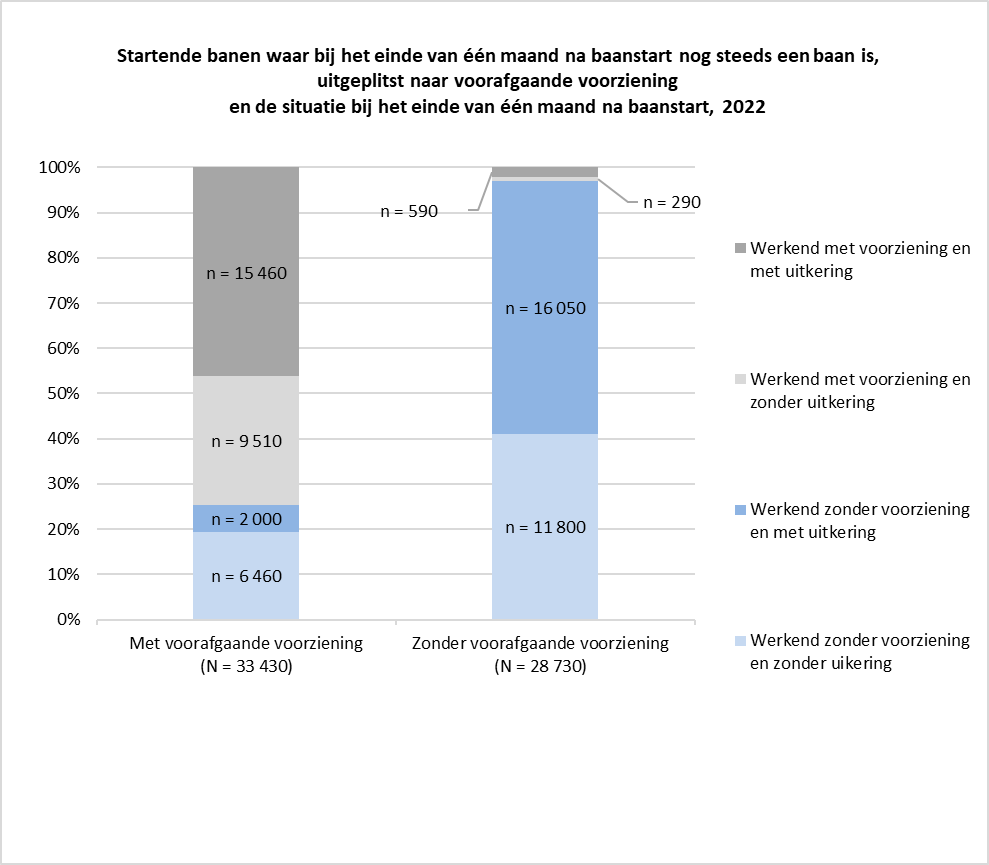 Startende banen waar bij het einde van één maand na baanstart nog steeds een baan is,
uitgeplitst naar voorafgaande voorziening
en de situatie bij het einde van één maand na baanstart, 2022
100%
90%
80%
70%
60%
50%
40%
30%
20%
10%
0%
n = 15 460
n = 9 510
n = 2 000
n = 6 460
n = 590
n = 290
n = 16 050
n = 11 800
Met voorafgaande voorziening
(N = 33 430)
Zonder voorafgaande voorziening
(N = 28 730)
Werkend met voorziening en
met uitkering
Werkend met voorziening en
zonder uitkering
Werkend zonder voorziening
en met uitkering
Werkend zonder voorziening
en zonder uikering